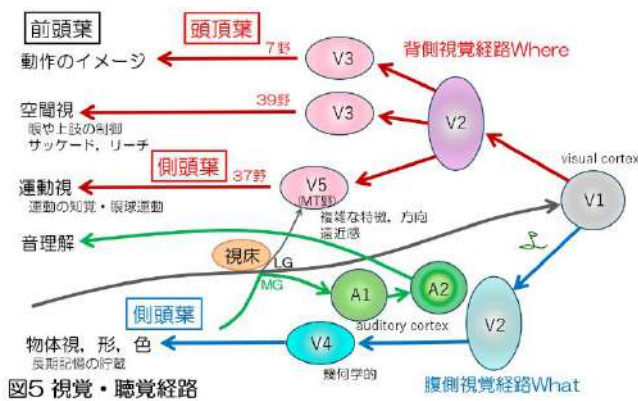 前頭葉
頭頂葉
背側視覚経路Where
動作のイメージ
7野
V3
空間視
39野
V3
V2
眼や上肢の制御
サッケード，リーチ
visual cortex
側頭葉
37野
V5
(MT野)
V1
運動視
運動の知覚・眼球運動
複雑な特徴，方向
遠近感
音理解
視床
LG
MG
A1
A2
auditory cortex
側頭葉
V2
物体視，形，色
V4
長期記憶の貯蔵
幾何学的
腹側視覚経路What
図5 視覚・聴覚経路